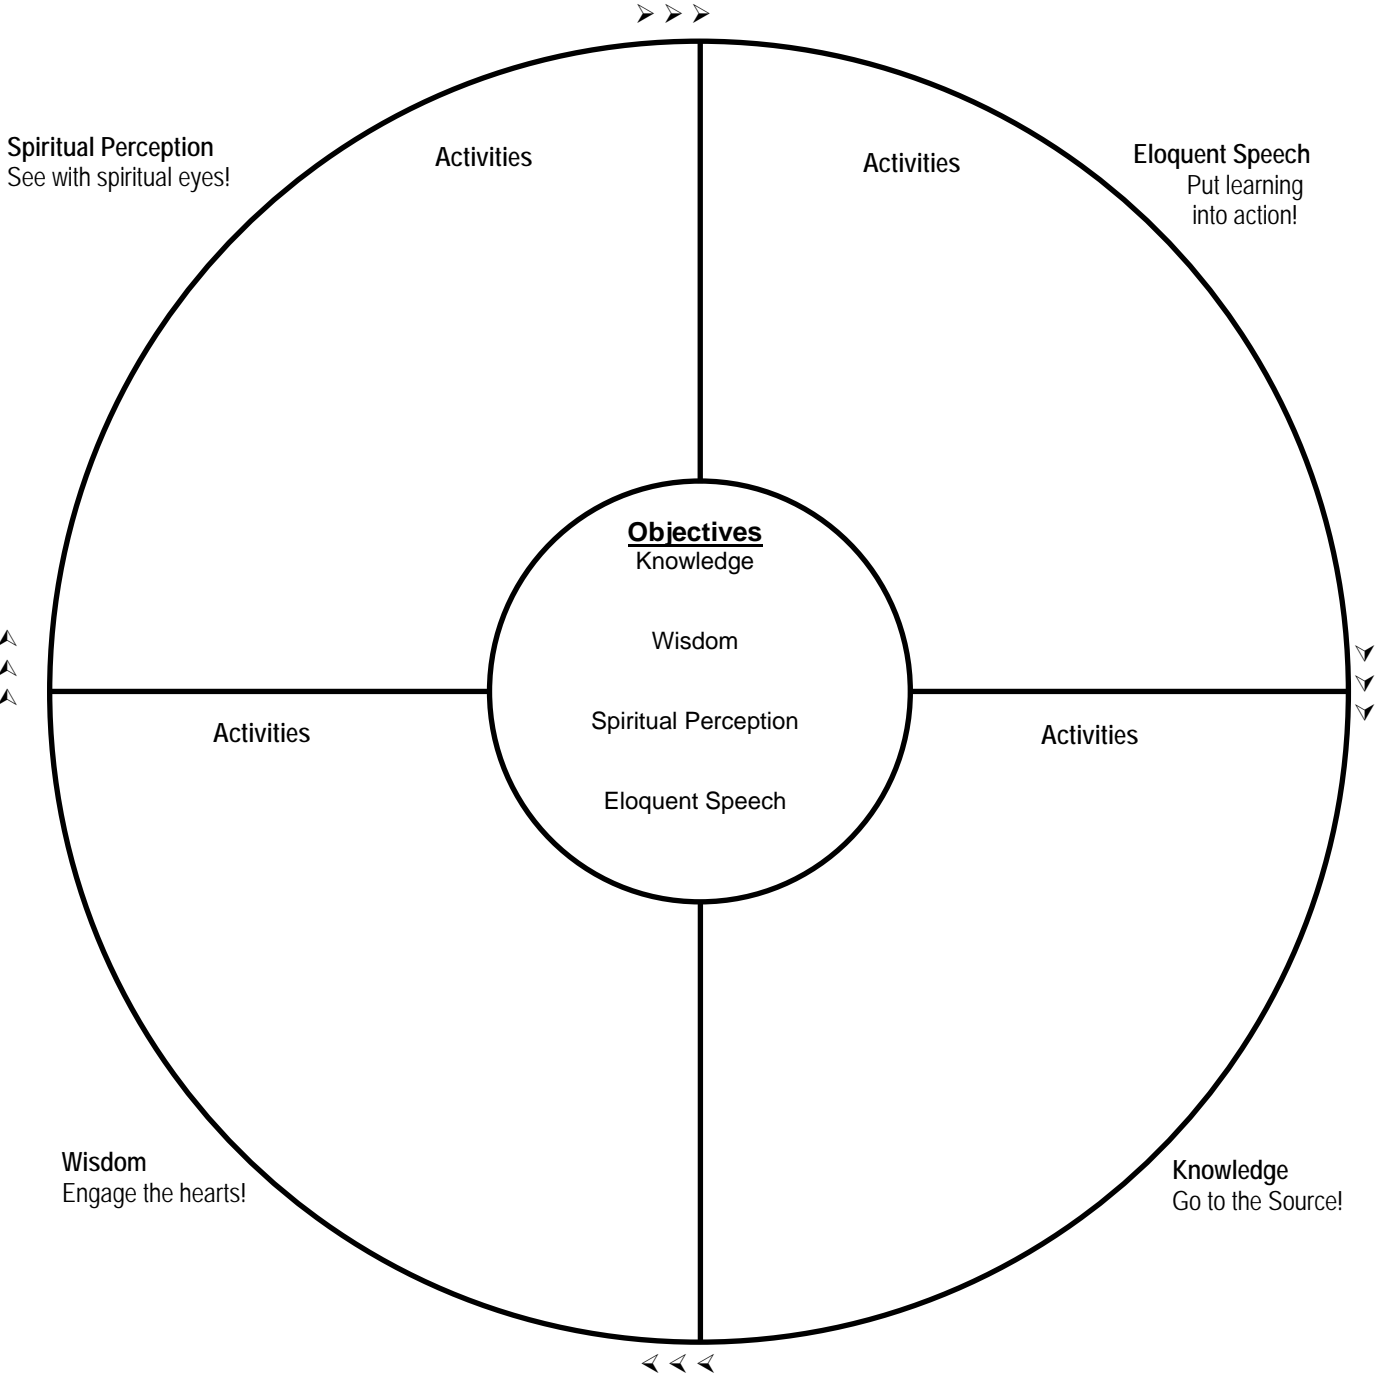 Spiritual Perception
See with spiritual eyes!
Activities
Activities
Eloquent Speech
Put learning
into action!
Objectives
Knowledge
Wisdom
Spiritual Perception
Eloquent Speech
Activities
Activities
Wisdom
Engage the hearts!
Knowledge
Go to the Source!